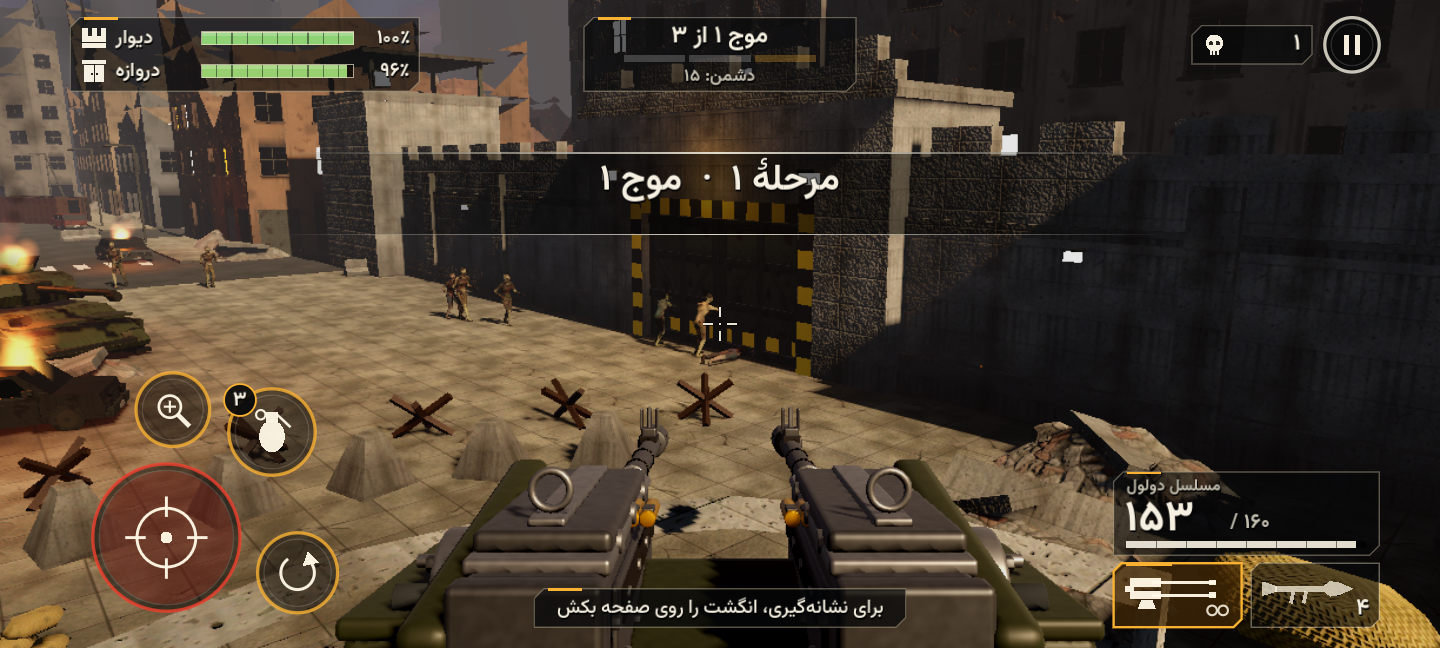 دیوار ۱۰۰٪
دروازه ۹۶٪
موج ۱ از ۳
دشمن: ۱۵
۱
مرحلهٔ ۱ · موج ۱
۳
مسلسل دولول
۱۵۳ / ۱۶۰
∞
۴
برای نشانه‌گیری، انگشت را روی صفحه بکش